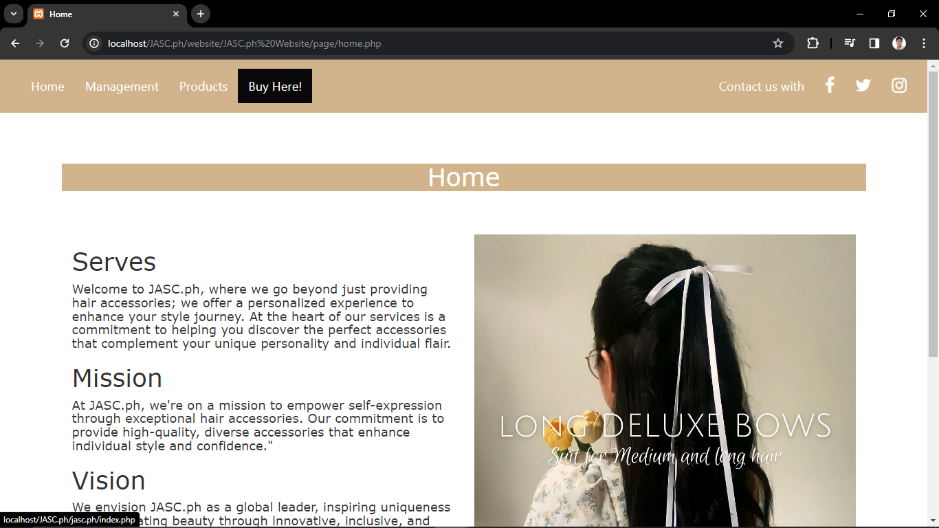 Home
localhost/JASC.ph/website/JASC.ph%20Website/page/home.php
Home Management Products Buy Here! Contact us with
Home
Serves
Welcome to JASC.ph, where we go beyond just providing
hair accessories; we offer a personalized experience to
enhance your style journey. At the heart of our services is a
commitment to helping you discover the perfect accessories
that complement your unique personality and individual flair.
Mission
At JASC.ph, we're on a mission to empower self-expression
through exceptional hair accessories. Our commitment is to
provide high-quality, diverse accessories that enhance
individual style and confidence."
Vision
We envision JASC.ph as a global leader, inspiring uniqueness
ating beauty through innovative, inclusive, and
LONG/DELUXE BOWS
Suit for Medium and long hair
localhost/JASC.ph/jasc.ph/index.php